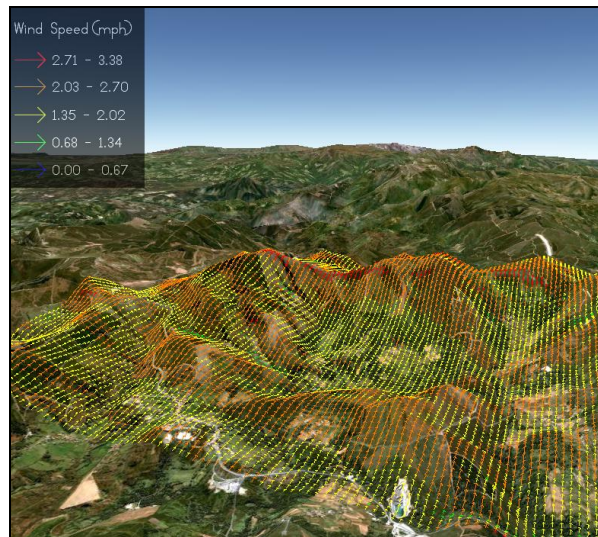 Wind Speed (mph)
2.71 - 3.38
2.03 - 2.70
1.35 - 2.02
0.68 - 1.34
0.00 - 0.67